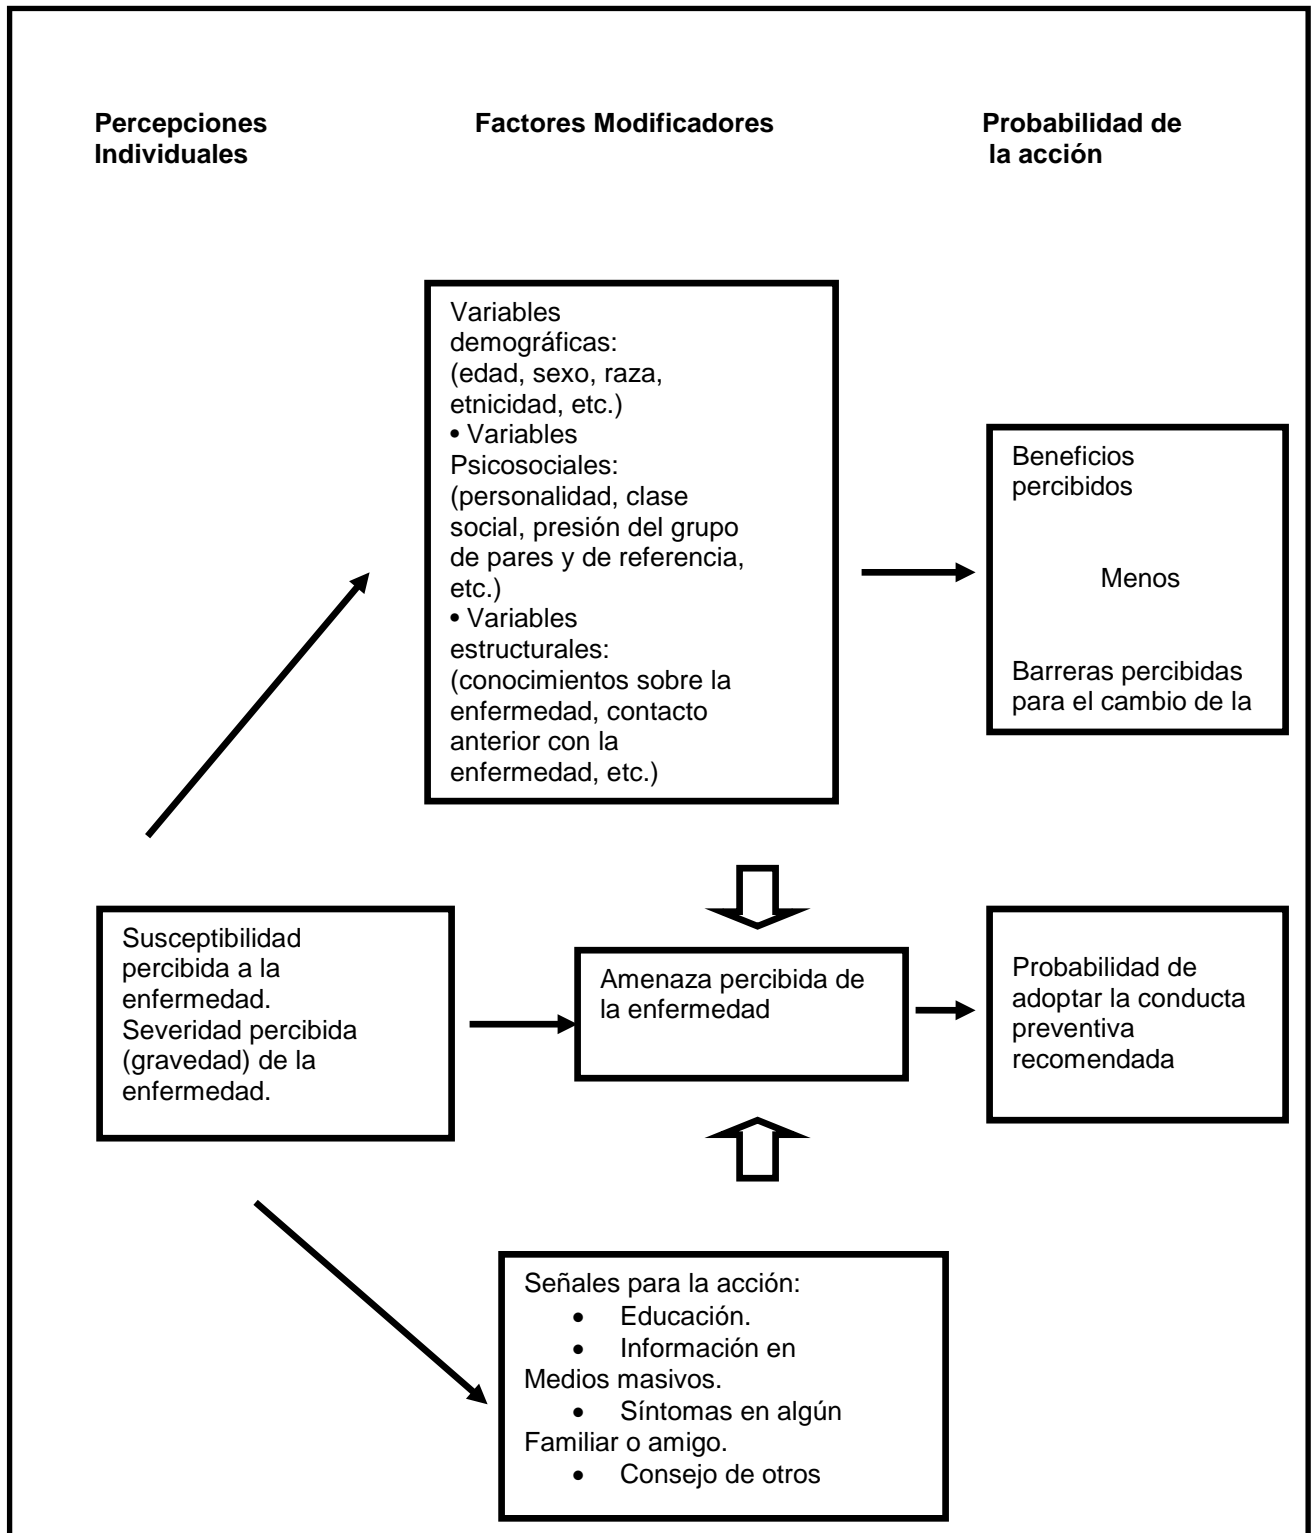 Percepciones
Individuales
Factores Modificadores
Probabilidad de
la acción
Variables
demográficas:
(edad, sexo, raza,
etnicidad, etc.)
• Variables
Psicosociales:
(personalidad, clase
social, presión del grupo
de pares y de referencia,
etc.)
• Variables
estructurales:
(conocimientos sobre la
enfermedad, contacto
anterior con la
enfermedad, etc.)
Beneficios
percibidos
Menos
Barreras percibidas
para el cambio de la
Susceptibilidad
percibida a la
enfermedad.
Severidad percibida
(gravedad) de la
enfermedad.
Amenaza percibida de
la enfermedad
Probabilidad de
adoptar la conducta
preventiva
recomendada
Señales para la acción:
• Educación.
• Información en
Medios masivos.
• Síntomas en algún
Familiar o amigo.
• Consejo de otros